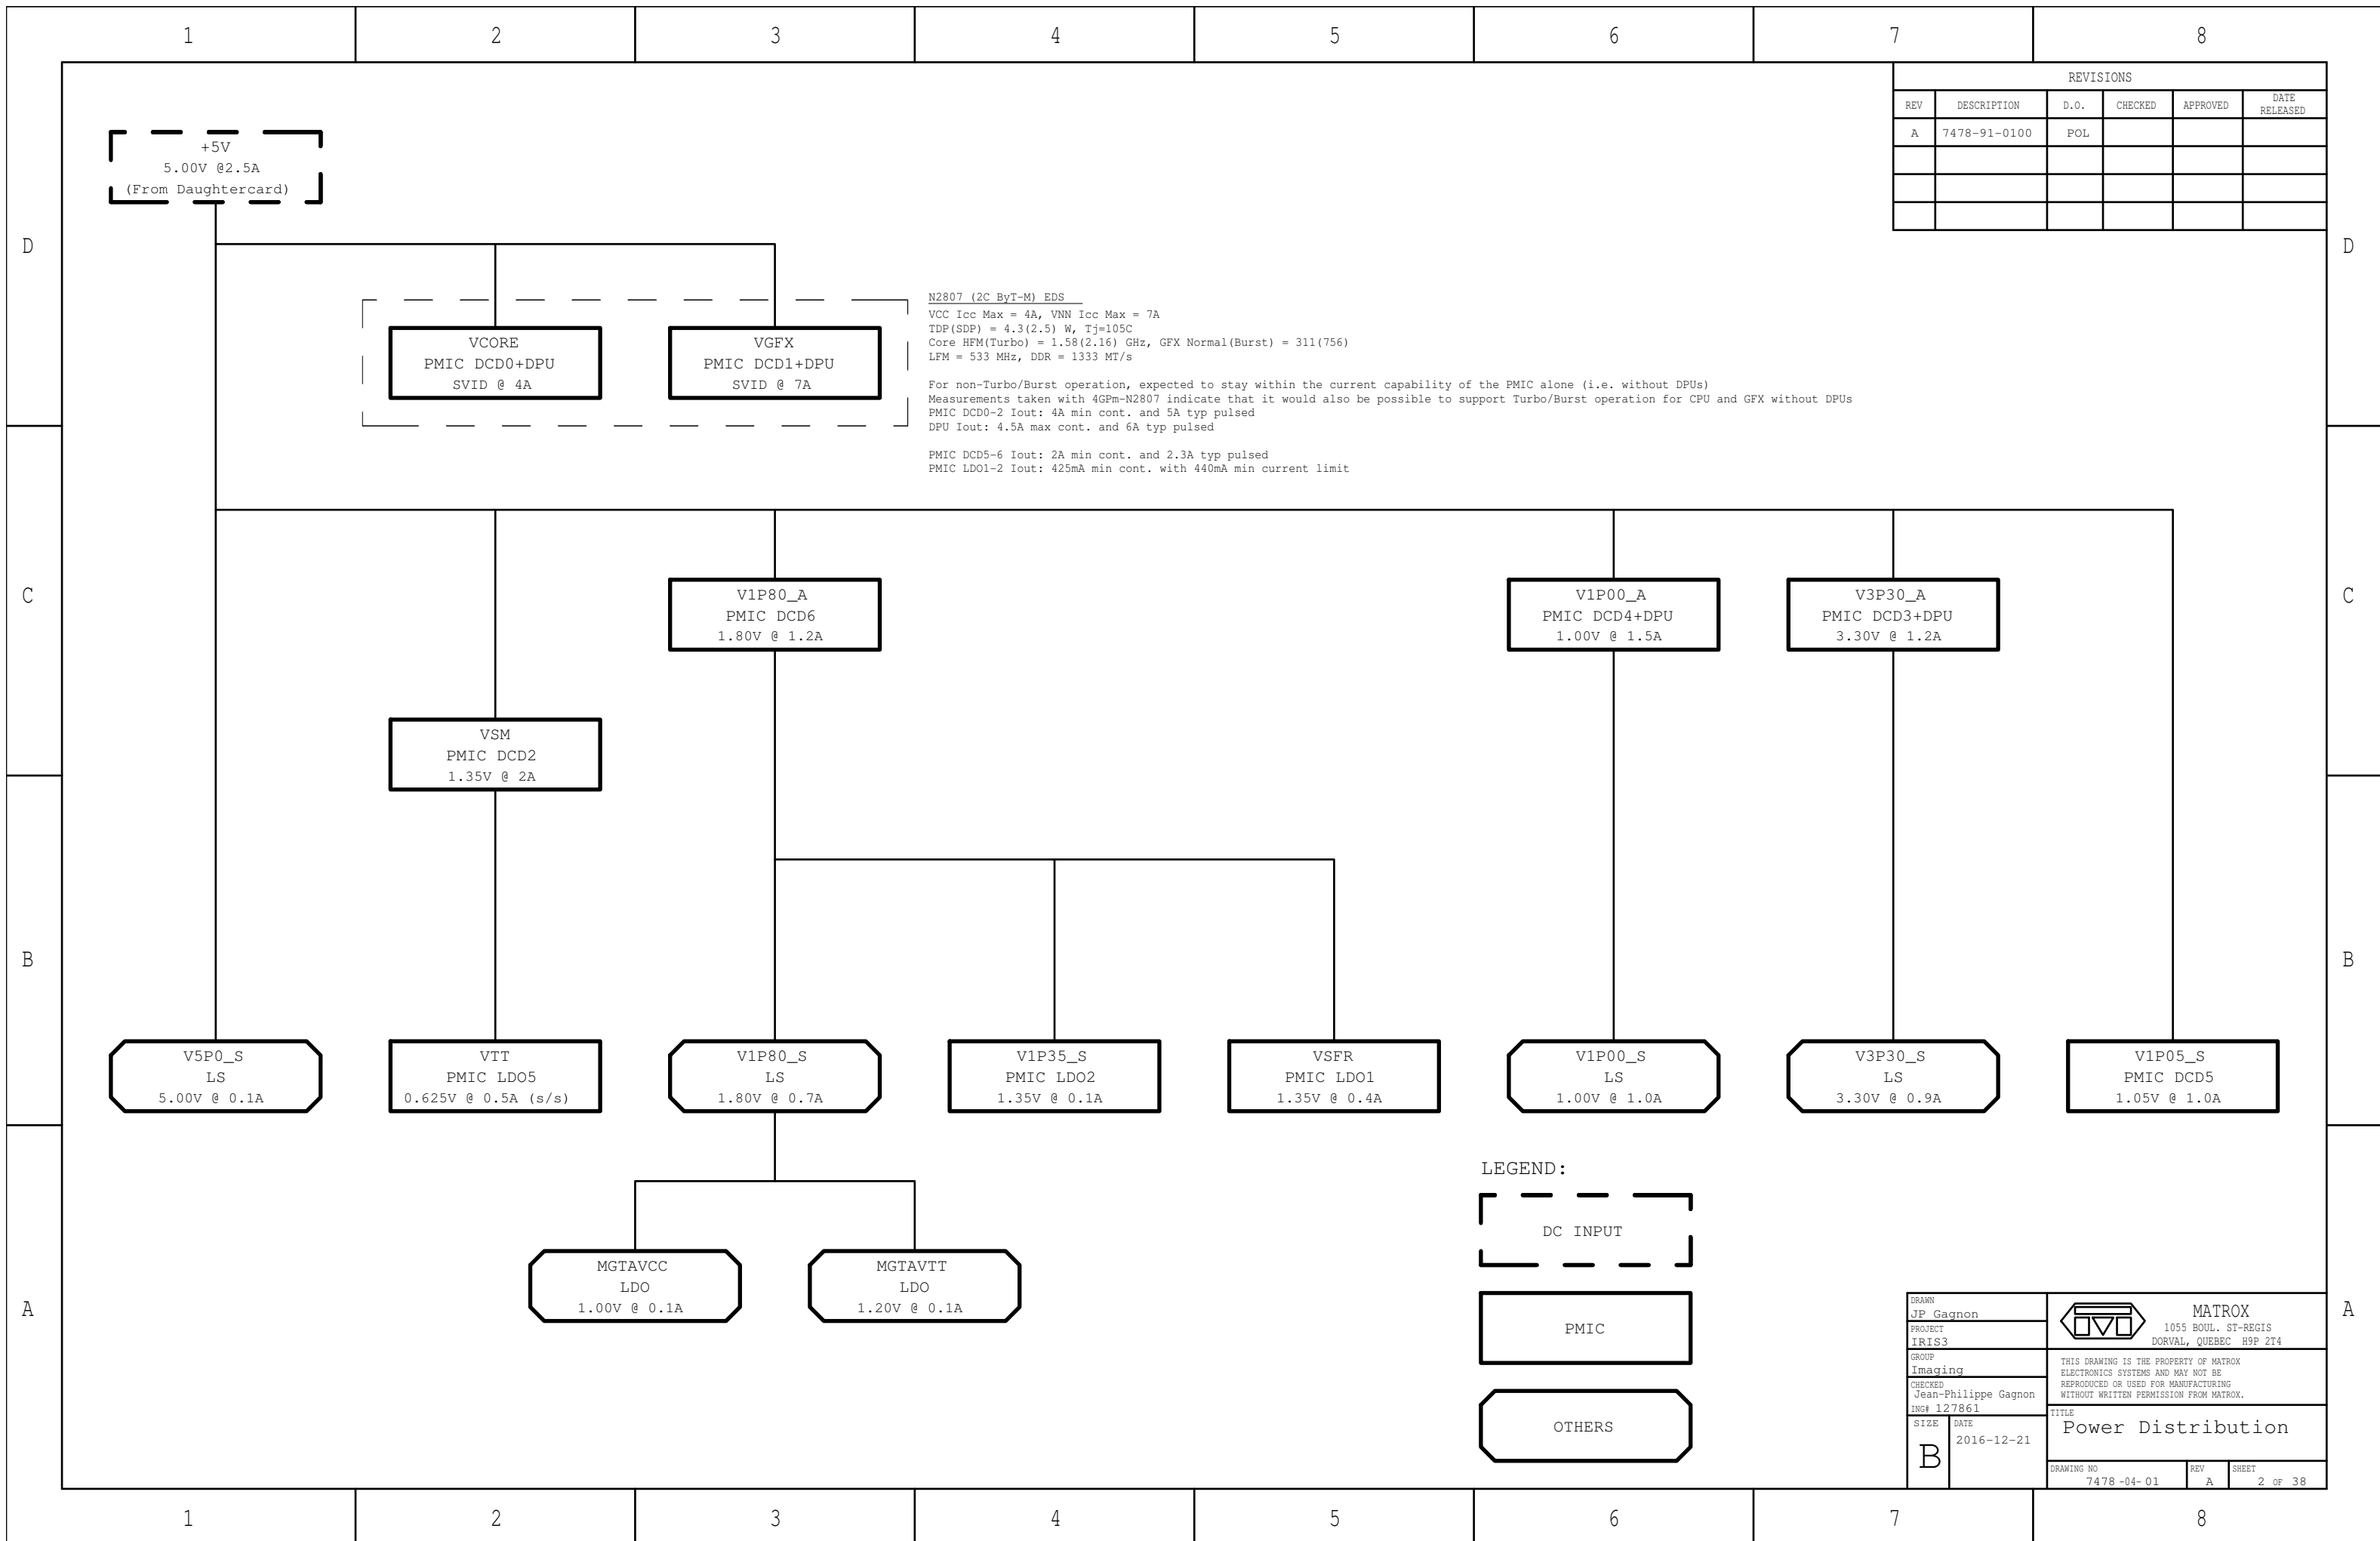 1 2 3 4 5 6 7 8
REVISIONS
REV DESCRIPTION D.O. CHECKED APPROVED DATE RELEASED
A 7478-91-0100 POL
+5V
5.00V @2.5A
(From Daughtercard)
D D
VCORE
PMIC DCD0+DPU
SVID @ 4A
VGFX
PMIC DCD1+DPU
SVID @ 7A
N2807 (2C ByT-M) EDS
VCC Icc Max = 4A, VNN Icc Max = 7A
TDP(SDP) = 4.3(2.5) W, Tj=105C
Core HFM(Turbo) = 1.58(2.16) GHz, GFX Normal(Burst) = 311(756)
LFM = 533 MHz, DDR = 1333 MT/s
For non-Turbo/Burst operation, expected to stay within the current capability of the PMIC alone (i.e. without DPUs)
Measurements taken with 4GPm-N2807 indicate that it would also be possible to support Turbo/Burst operation for CPU and GFX without DPUs
PMIC DCD0-2 Iout: 4A min cont. and 5A typ pulsed
DPU Iout: 4.5A max cont. and 6A typ pulsed
PMIC DCD5-6 Iout: 2A min cont. and 2.3A typ pulsed
PMIC LDO1-2 Iout: 425mA min cont. with 440mA min current limit
C C
V1P80_A
PMIC DCD6
1.80V @ 1.2A
V1P00_A
PMIC DCD4+DPU
1.00V @ 1.5A
V3P30_A
PMIC DCD3+DPU
3.30V @ 1.2A
VSM
PMIC DCD2
1.35V @ 2A
B B
V5P0_S
LS
5.00V @ 0.1A
VTT
PMIC LDO5
0.625V @ 0.5A (s/s)
V1P80_S
LS
1.80V @ 0.7A
V1P35_S
PMIC LDO2
1.35V @ 0.1A
VSFR
PMIC LDO1
1.35V @ 0.4A
V1P00_S
LS
1.00V @ 1.0A
V3P30_S
LS
3.30V @ 0.9A
V1P05_S
PMIC DCD5
1.05V @ 1.0A
MGTAVCC
LDO
1.00V @ 0.1A
MGTAVTT
LDO
1.20V @ 0.1A
LEGEND:
DC INPUT
PMIC
OTHERS
A A
DRAWN
JP Gagnon
PROJECT
IRIS3
GROUP
Imaging
CHECKED
Jean-Philippe Gagnon
ING# 127861
SIZE
B
DATE
2016-12-21
MATROX
1055 BOUL. ST-REGIS
DORVAL, QUEBEC H9P 2T4
THIS DRAWING IS THE PROPERTY OF MATROX
ELECTRONICS SYSTEMS AND MAY NOT BE
REPRODUCED OR USED FOR MANUFACTURING
WITHOUT WRITTEN PERMISSION FROM MATROX.
TITLE
Power Distribution
DRAWING NO
7478 -04- 01
REV
A
SHEET
2 OF 38
1 2 3 4 5 6 7 8